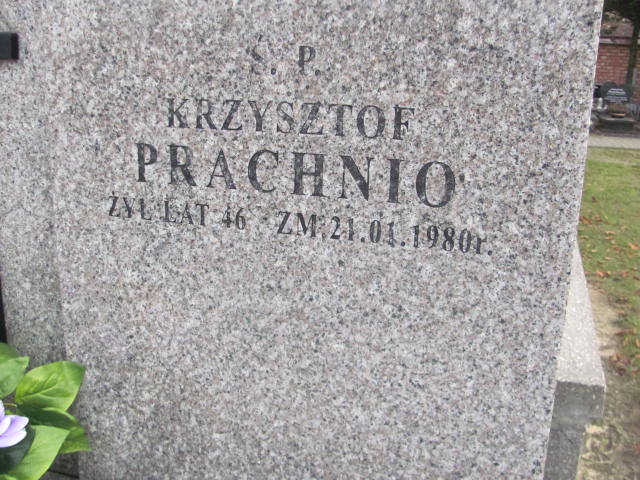 Ś. P.
KRZYSZTOF
PRACHNIO
ŻYŁ LAT 46 ZM. 21.01.1980r.